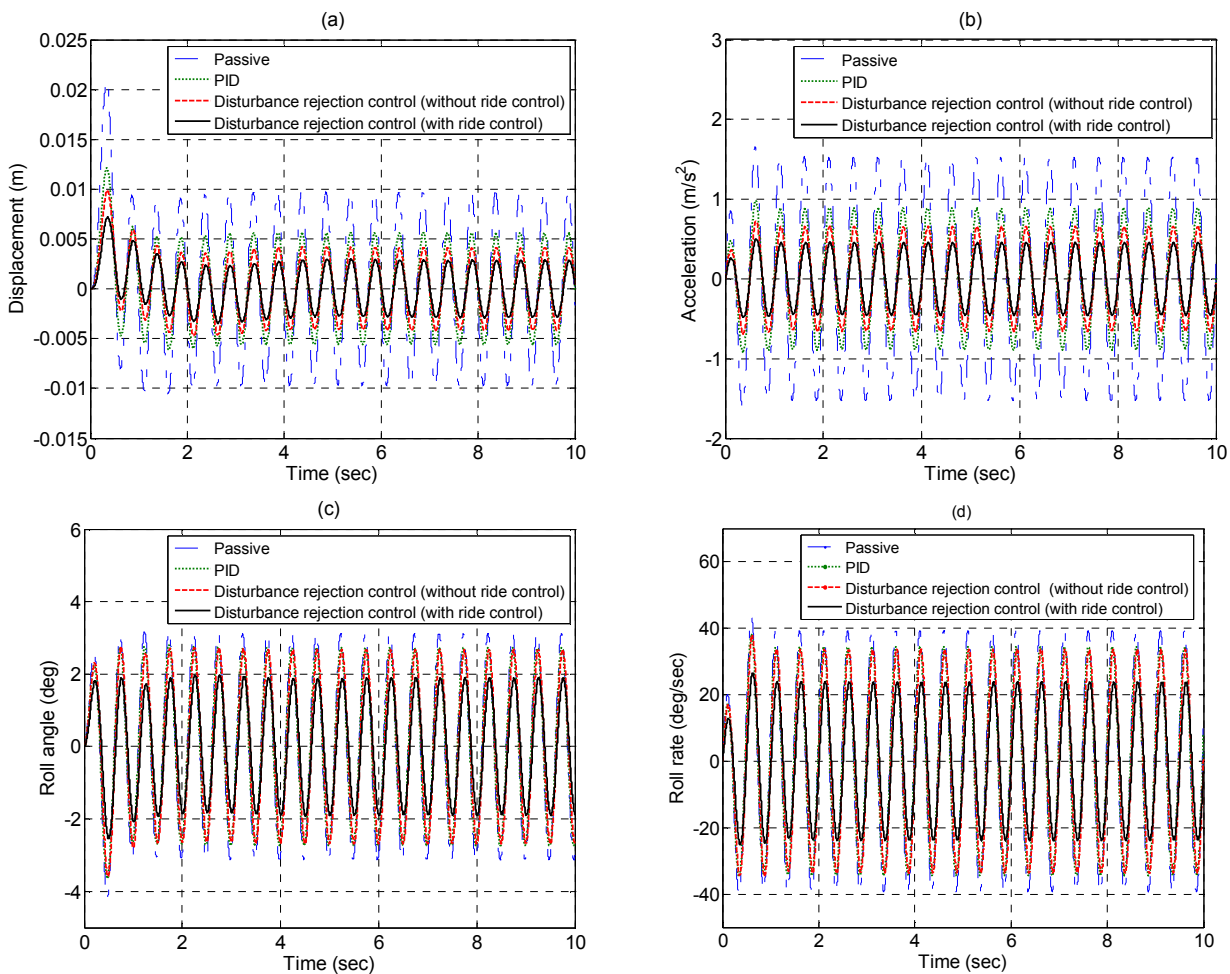 (a)
0.025
0.02
0.015
0.01
0.005
0
-0.005
-0.01
-0.015
Displacement (m)
Passive
PID
Disturbance rejection control (without ride control)
Disturbance rejection control (with ride control)
0 2 4 6 8 10
Time (sec)
(b)
3
2
1
0
-1
-2
Acceleration (m/s²)
Passive
PID
Disturbance rejection control (without ride control)
Disturbance rejection control (with ride control)
0 2 4 6 8 10
Time (sec)
(c)
6
4
2
0
-2
-4
Roll angle (deg)
Passive
PID
Disturbance rejection control (without ride control)
Disturbance rejection control (with ride control)
0 2 4 6 8 10
Time (sec)
(d)
60
40
20
0
-20
-40
Roll rate (deg/sec)
Passive
PID
Disturbance rejection control (without ride control)
Disturbance rejection control (with ride control)
0 2 4 6 8 10
Time (sec)